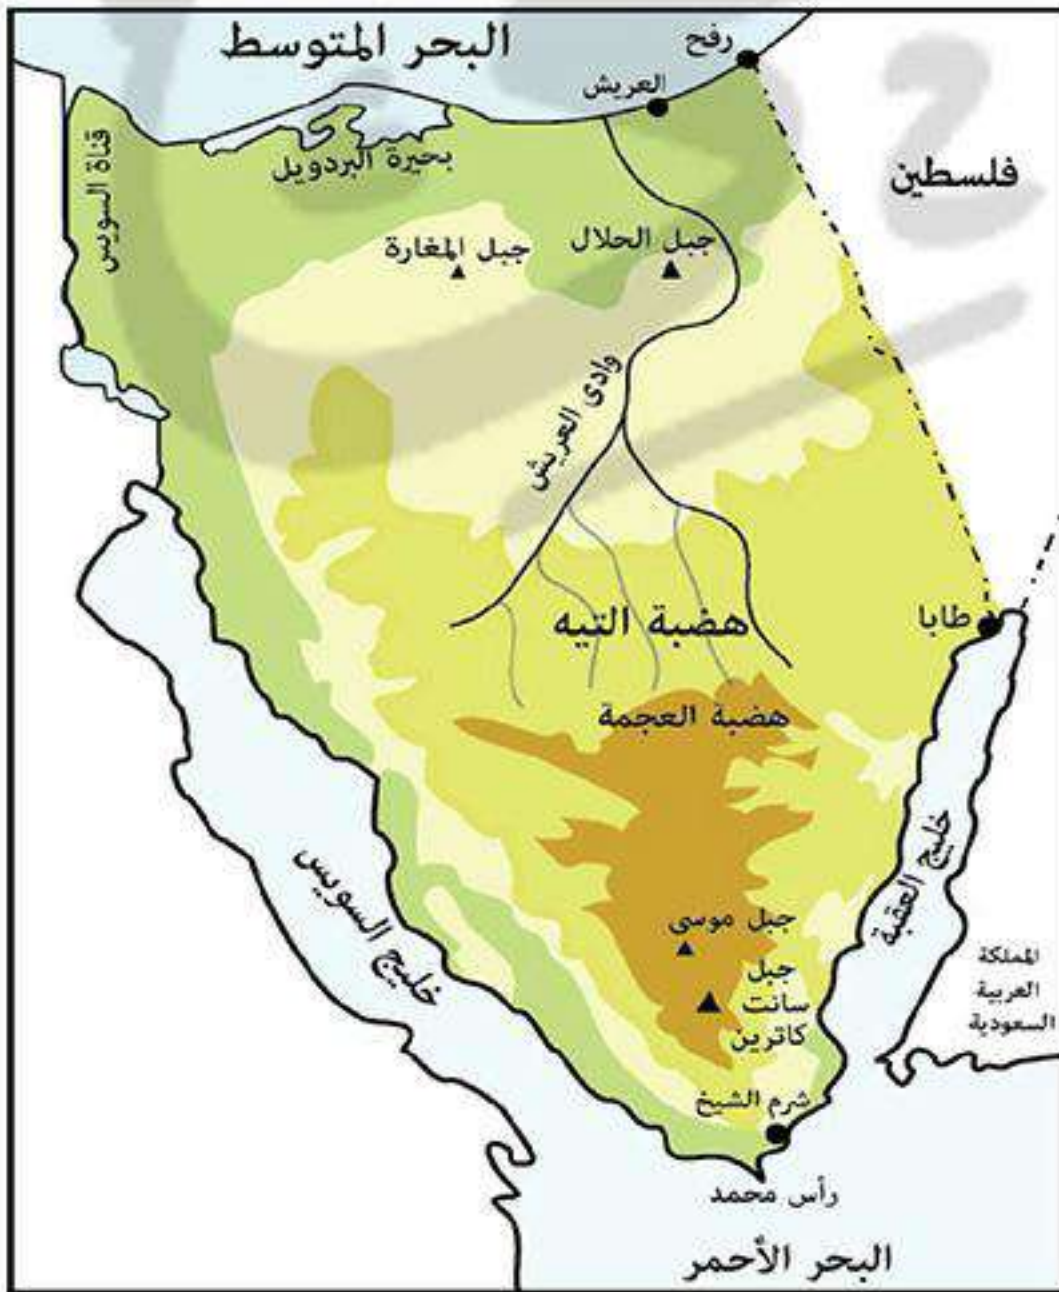 البحر المتوسط
رفح
العريش
قناة السويس
بحيرة البردويل
فلسطين
جبل الحلال
جبل المغارة
وادى العريش
هضبة التيه
طابا
هضبة العجمة
خليج السويس
خليج العقبة
جبل موسى
جبل
سانت
كاترين
المملكة
العربية
السعودية
شرم الشيخ
رأس محمد
البحر الأحمر